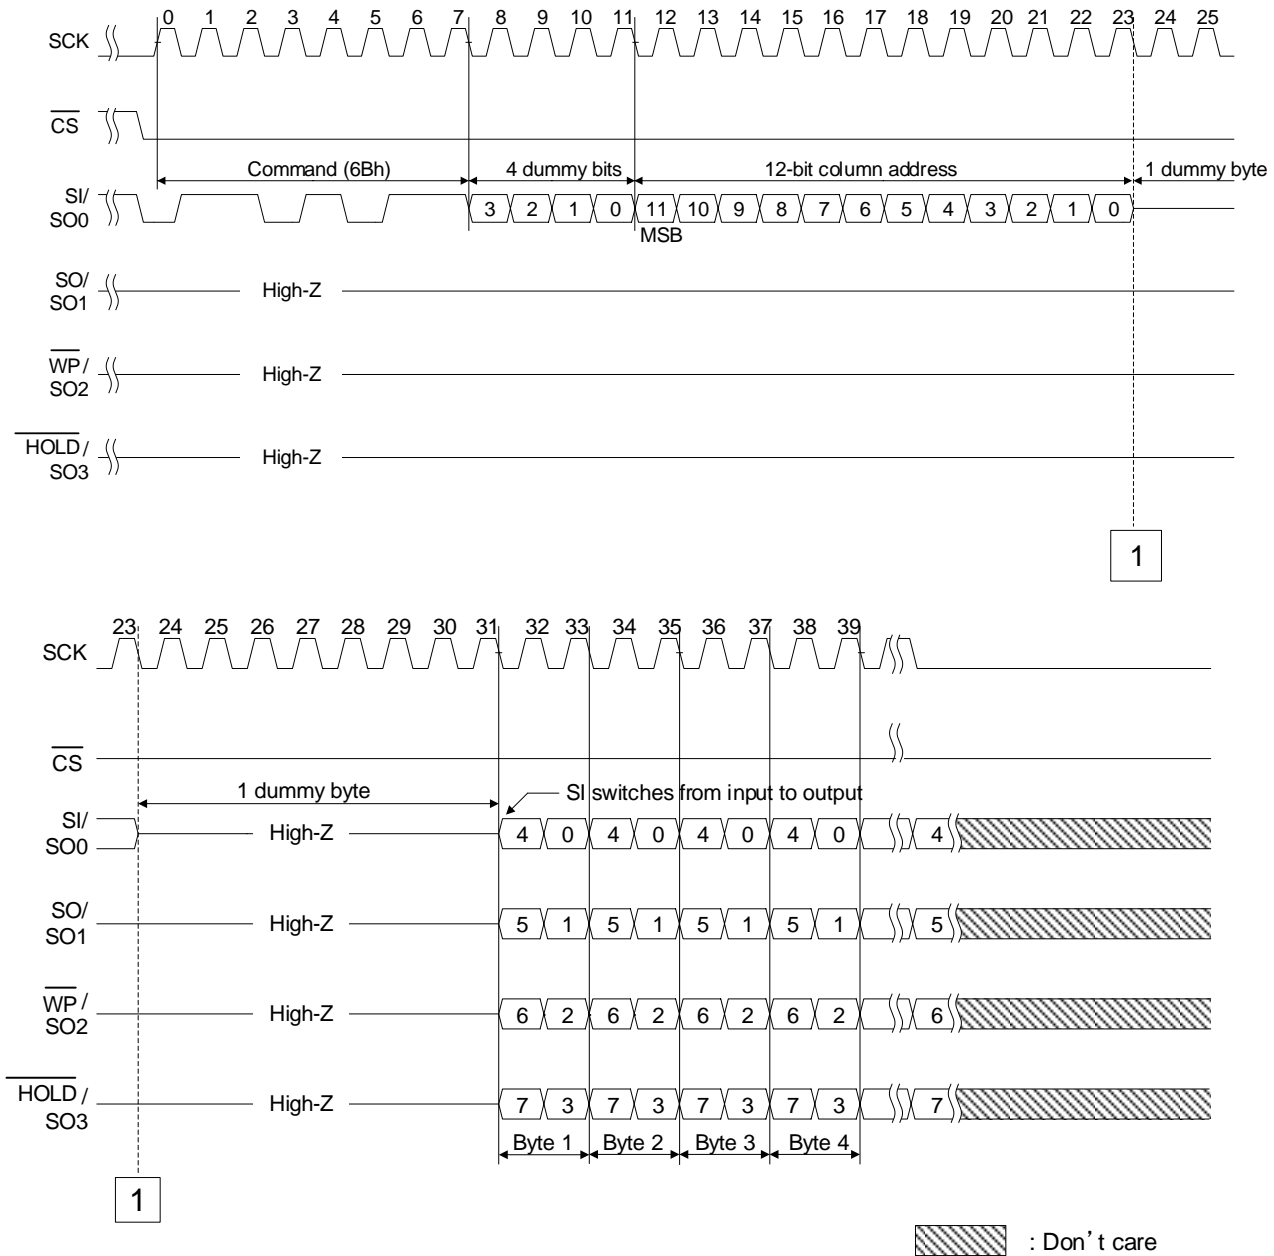 0 1 2 3 4 5 6 7 8 9 10 11 12 13 14 15 16 17 18 19 20 21 22 23 24 25
SCK
CS
Command (6Bh) 4 dummy bits 12-bit column address 1 dummy byte
SI/
SO0
3 2 1 0 11 10 9 8 7 6 5 4 3 2 1 0
MSB
SO/
SO1
High-Z
WP/
SO2
High-Z
HOLD/
SO3
High-Z
1
23 24 25 26 27 28 29 30 31 32 33 34 35 36 37 38 39
SCK
CS
1 dummy byte
SI switches from input to output
SI/
SO0
High-Z 4 0 4 0 4 0 4 0 4
SO/
SO1
High-Z 5 1 5 1 5 1 5 1 5
WP/
SO2
High-Z 6 2 6 2 6 2 6 2 6
HOLD/
SO3
High-Z 7 3 7 3 7 3 7 3 7
Byte 1 Byte 2 Byte 3 Byte 4
1
: Don't care